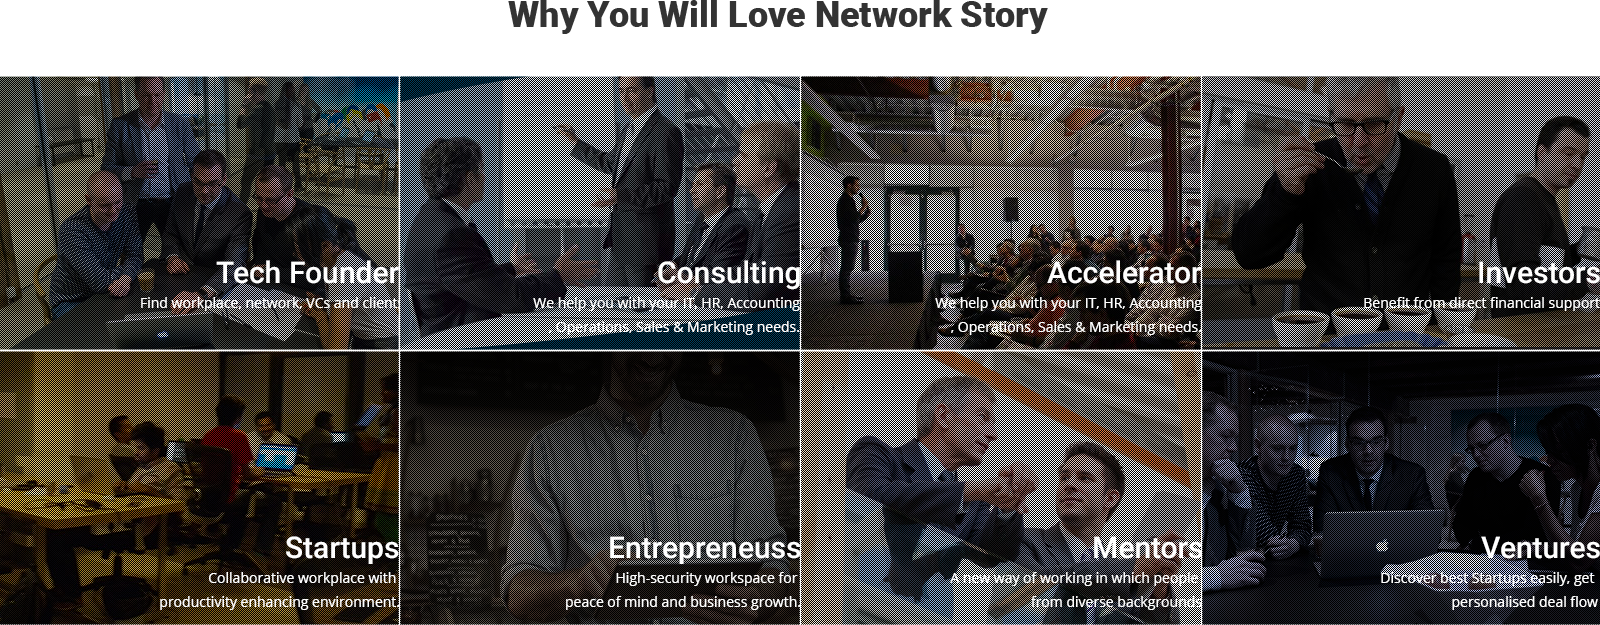 Why You Will Love Network Story
Tech Founder
Find workplace, network, VCs and client
Consulting
We help you with your IT, HR, Accounting
, Operations, Sales & Marketing needs.
Accelerator
We help you with your IT, HR, Accounting
, Operations, Sales & Marketing needs.
Investors
Benefit from direct financial support
Startups
Collaborative workplace with
productivity enhancing environment.
Entrepreneuss
High-security workspace for
peace of mind and business growth.
Mentors
A new way of working in which people
from diverse backgrounds
Ventures
Discover best Startups easily, get
personalised deal flow